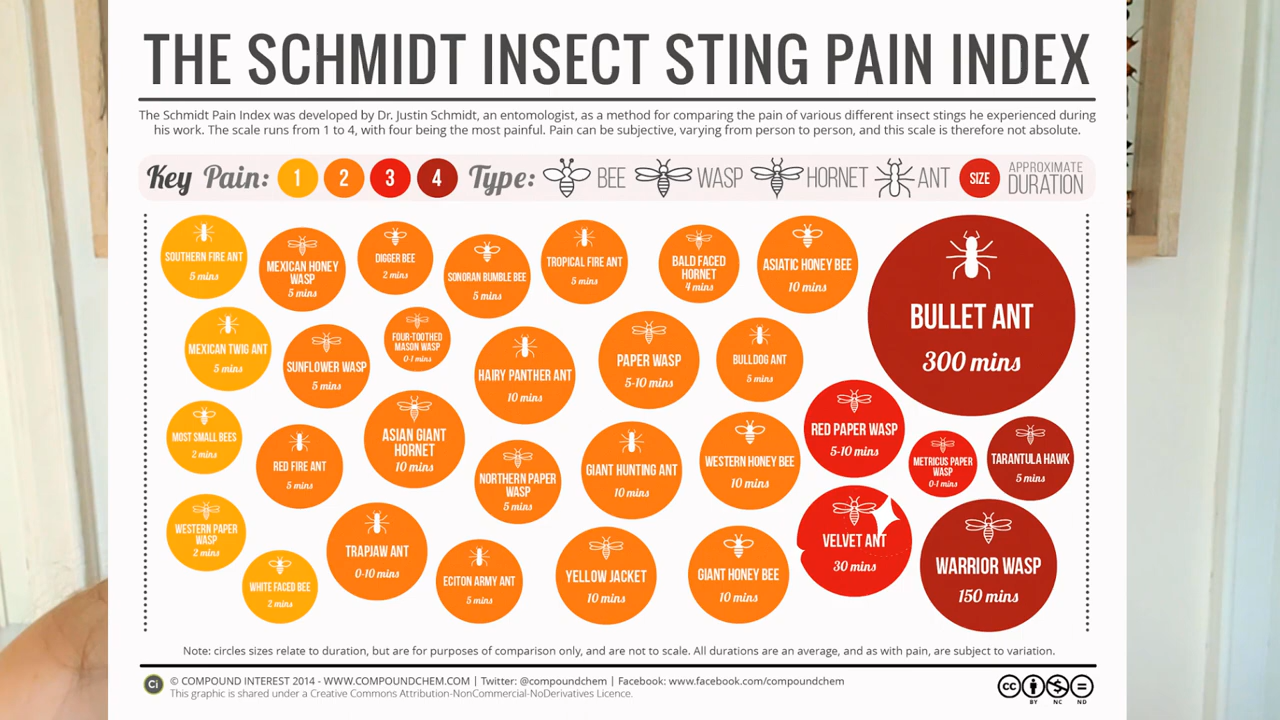 THE SCHMIDT INSECT STING PAIN INDEX
The Schmidt Pain Index was developed by Dr. Justin Schmidt, an entomologist, as a method for comparing the pain of various different insect stings he experienced during
his work. The scale runs from 1 to 4, with four being the most painful. Pain can be subjective, varying from person to person, and this scale is therefore not absolute.
Key Pain: 1 2 3 4 Type: BEE WASP HORNET ANT SIZE APPROXIMATE DURATION
SOUTHERN FIRE ANT
5 mins
MEXICAN HONEY
WASP
5 mins
DIGGER BEE
2 mins
SONORAN BUMBLE BEE
5 mins
TROPICAL FIRE ANT
5 mins
BALD FACED
HORNET
4 mins
ASIATIC HONEY BEE
10 mins
BULLET ANT
300 mins
MEXICAN TWIG ANT
5 mins
SUNFLOWER WASP
5 mins
FOUR-TOOTHED
MASON WASP
0-1 mins
HAIRY PANTHER ANT
10 mins
PAPER WASP
5-10 mins
BULLDOG ANT
5 mins
MOST SMALL BEES
2 mins
RED FIRE ANT
5 mins
ASIAN GIANT
HORNET
10 mins
NORTHERN PAPER
WASP
5 mins
GIANT HUNTING ANT
10 mins
WESTERN HONEY BEE
10 mins
RED PAPER WASP
5-10 mins
METRICUS PAPER
WASP
0-1 mins
TARANTULA HAWK
5 mins
WESTERN PAPER
WASP
2 mins
WHITE FACED BEE
2 mins
TRAPJAW ANT
0-10 mins
ECITON ARMY ANT
5 mins
YELLOW JACKET
10 mins
GIANT HONEY BEE
10 mins
VELVET ANT
30 mins
WARRIOR WASP
150 mins
Note: circles sizes relate to duration, but are for purposes of comparison only, and are not to scale. All durations are an average, and as with pain, are subject to variation.
Ci © COMPOUND INTEREST 2014 - WWW.COMPOUNDCHEM.COM | Twitter: @compoundchem | Facebook: www.facebook.com/compoundchem
This graphic is shared under a Creative Commons Attribution-NonCommercial-NoDerivatives Licence.
cc BY NC ND